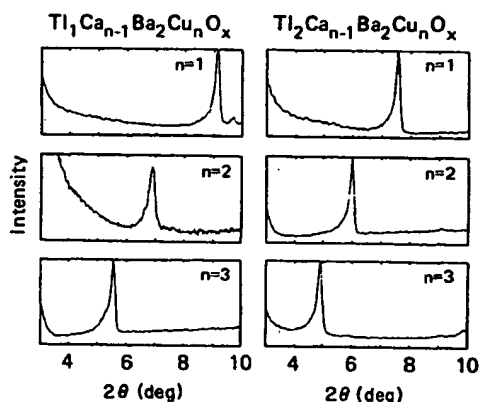 Tl₁Caₙ₋₁Ba₂CuₙOₓ Tl₂Caₙ₋₁Ba₂CuₙOₓ
n=1 n=1
n=2 n=2
n=3 n=3
Intensity
4 6 8 10 4 6 8 10
2θ (deg) 2θ (deg)